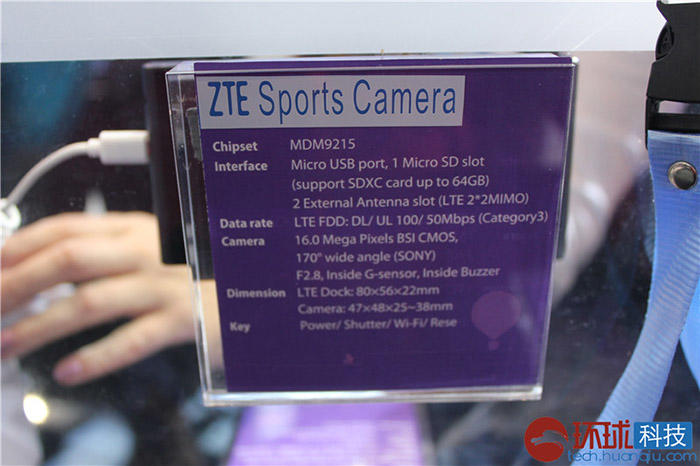 ZTE Sports Camera
Chipset MDM9215
Interface Micro USB port, 1 Micro SD slot
(support SDXC card up to 64GB)
2 External Antenna slot (LTE 2*2MIMO)
Data rate LTE FDD: DL/ UL 100/ 50Mbps (Category3)
Camera 16.0 Mega Pixels BSI CMOS,
170° wide angle (SONY)
F2.8, Inside G-sensor, Inside Buzzer
Dimension LTE Dock: 80×56×22mm
Camera: 47×48×25~38mm
Key Power/ Shutter/ Wi-Fi/ Rese
环球科技
tech.huanqiu.com